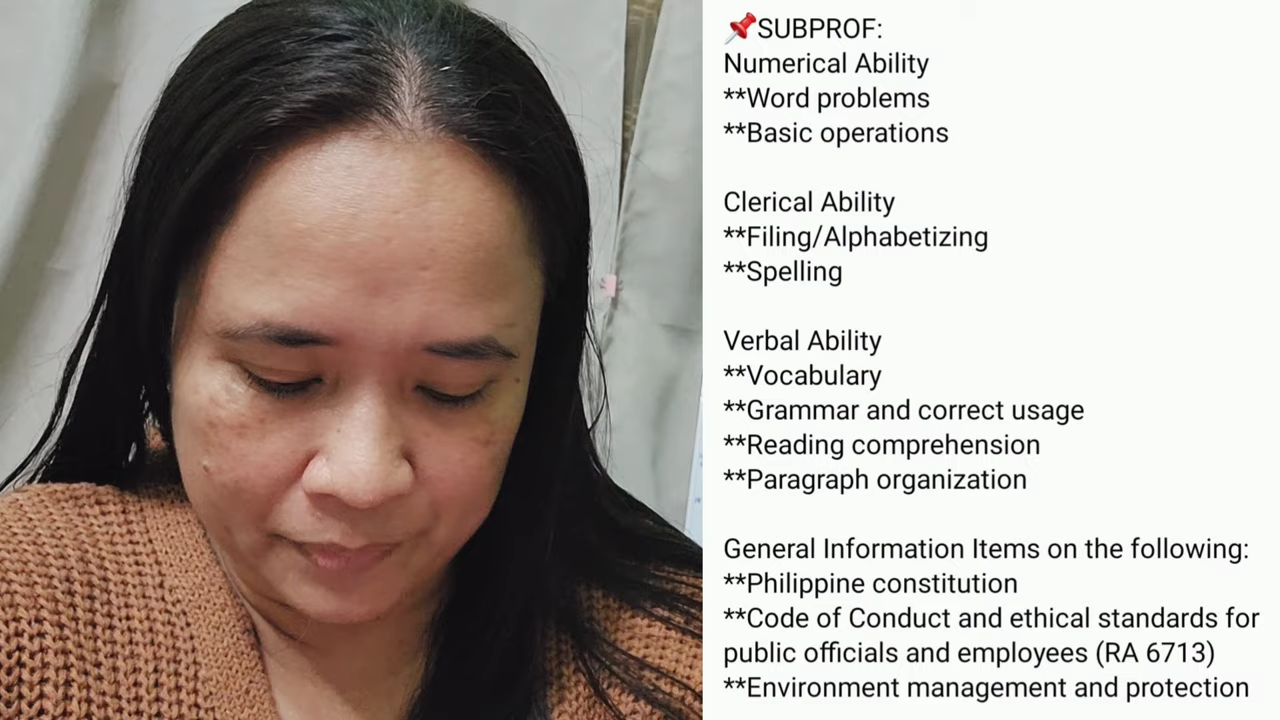 📌SUBPROF:
Numerical Ability
**Word problems
**Basic operations
Clerical Ability
**Filing/Alphabetizing
**Spelling
Verbal Ability
**Vocabulary
**Grammar and correct usage
**Reading comprehension
**Paragraph organization
General Information Items on the following:
**Philippine constitution
**Code of Conduct and ethical standards for
public officials and employees (RA 6713)
**Environment management and protection